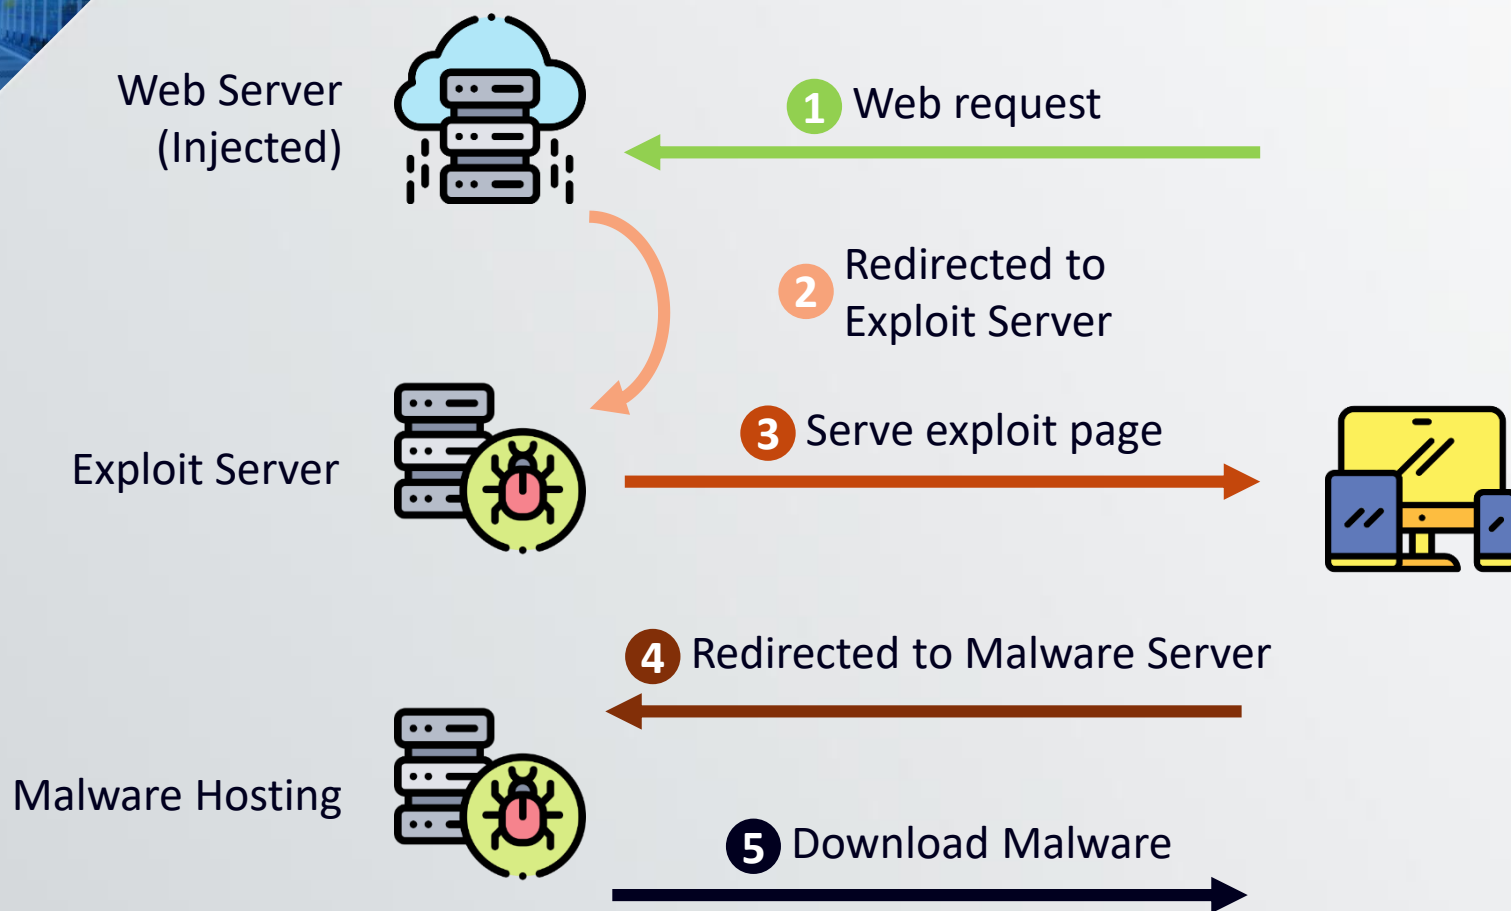 Web Server
(Injected)
1 Web request
2 Redirected to
Exploit Server
Exploit Server
3 Serve exploit page
4 Redirected to Malware Server
Malware Hosting
5 Download Malware